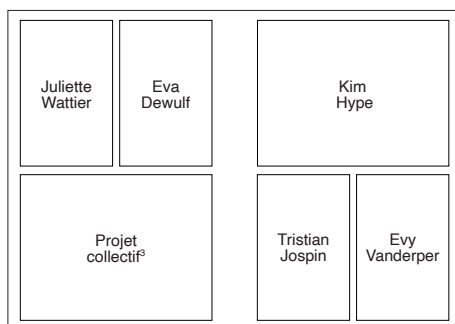 Juliette
Wattier
Eva
Dewulf
Kim
Hype
Projet
collectif³
Tristian
Jospin
Evy
Vanderper